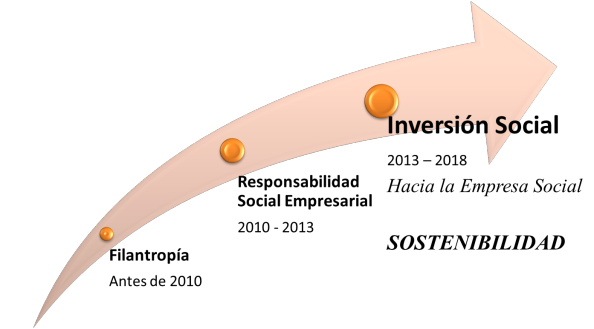 Filantropía
Antes de 2010
Responsabilidad
Social Empresarial
2010 - 2013
Inversión Social
2013 – 2018
Hacia la Empresa Social
SOSTENIBILIDAD